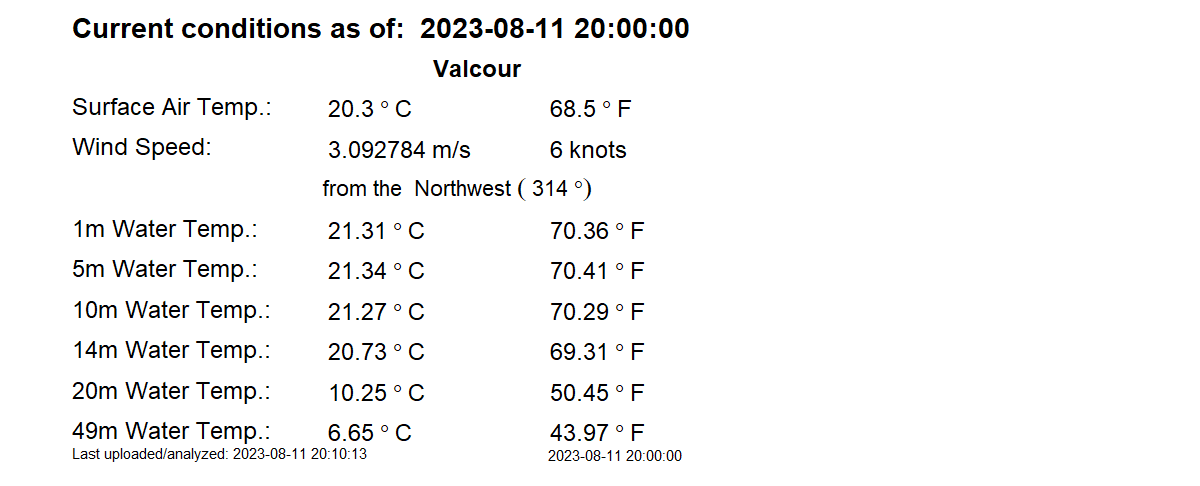 Current conditions as of: 2023-08-11 20:00:00
Valcour
Surface Air Temp.: 20.3 ° C 68.5 ° F
Wind Speed: 3.092784 m/s 6 knots
from the Northwest ( 314 °)
1m Water Temp.: 21.31 ° C 70.36 ° F
5m Water Temp.: 21.34 ° C 70.41 ° F
10m Water Temp.: 21.27 ° C 70.29 ° F
14m Water Temp.: 20.73 ° C 69.31 ° F
20m Water Temp.: 10.25 ° C 50.45 ° F
49m Water Temp.: 6.65 ° C 43.97 ° F
Last uploaded/analyzed: 2023-08-11 20:10:13 2023-08-11 20:00:00